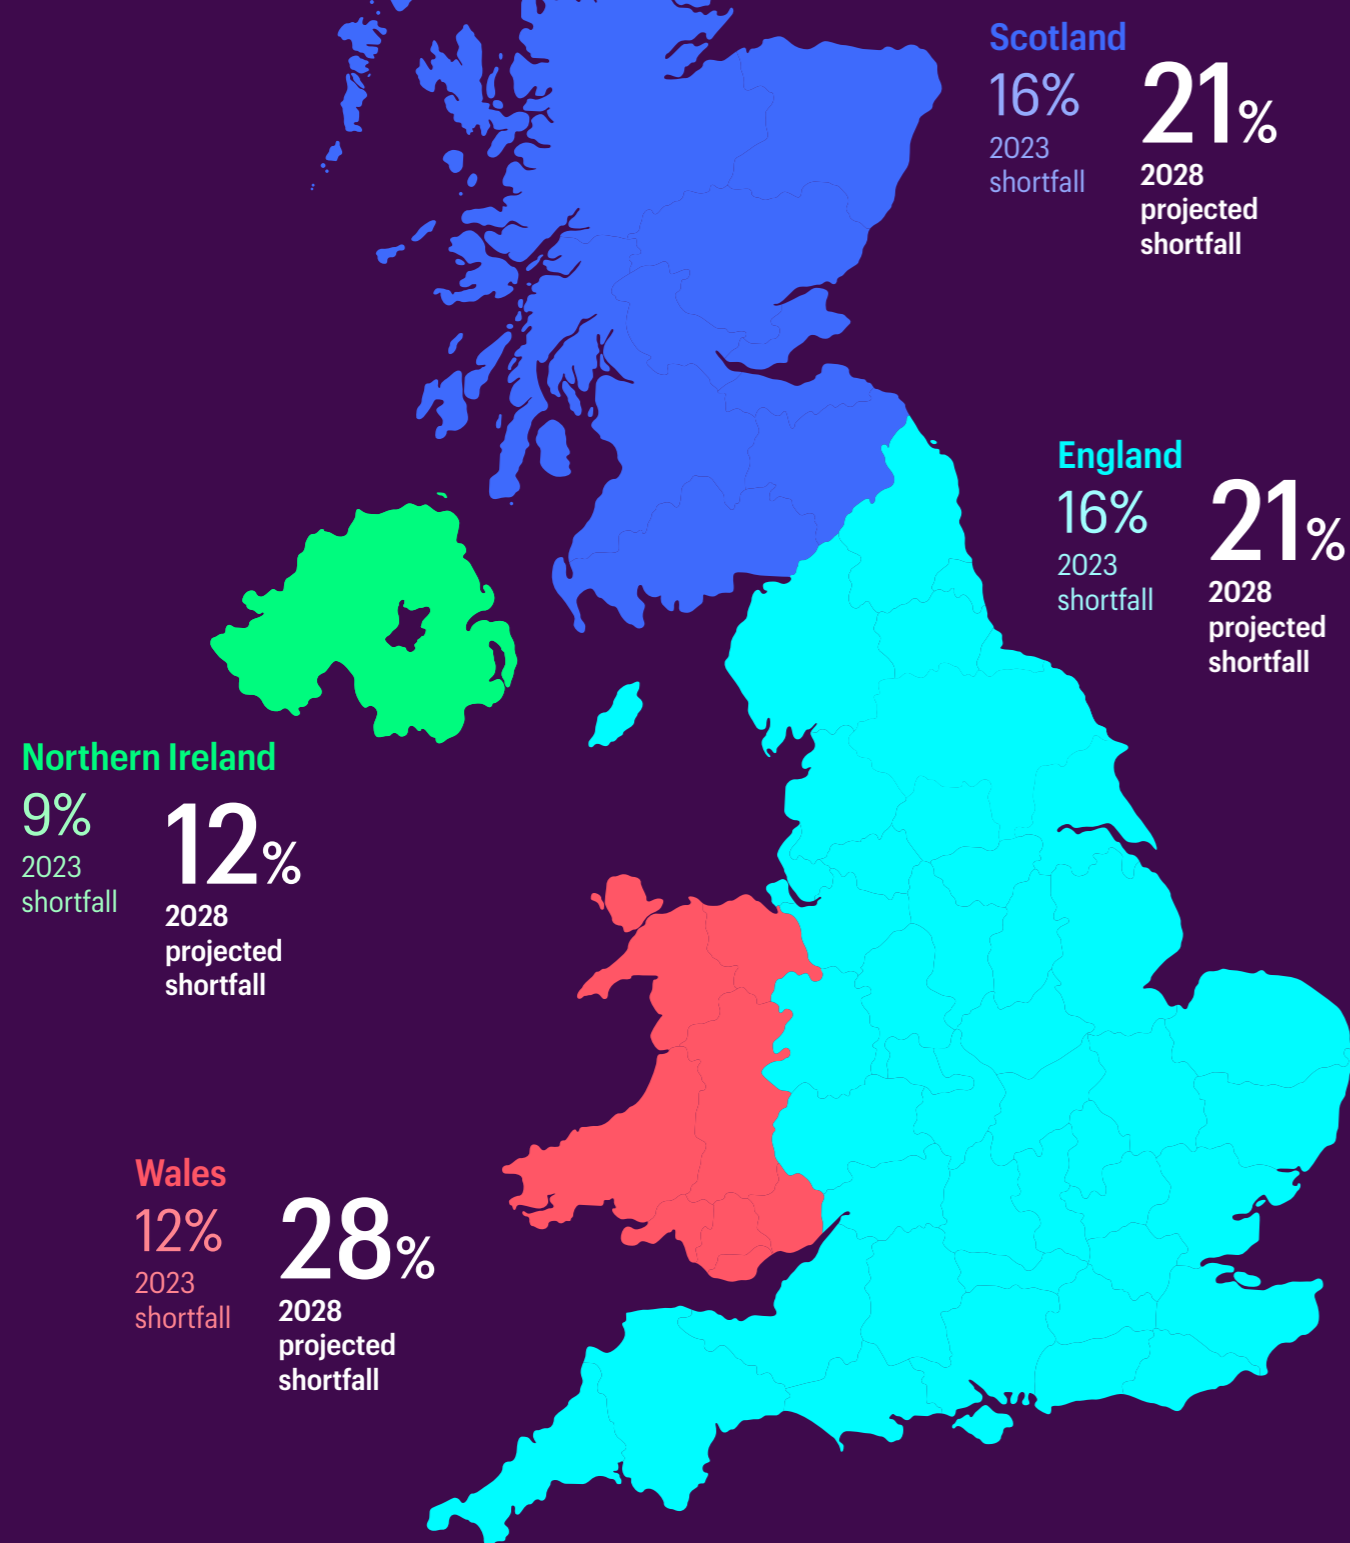 Scotland
16%
2023
shortfall
21%
2028
projected
shortfall
England
16%
2023
shortfall
21%
2028
projected
shortfall
Northern Ireland
9%
2023
shortfall
12%
2028
projected
shortfall
Wales
12%
2023
shortfall
28%
2028
projected
shortfall